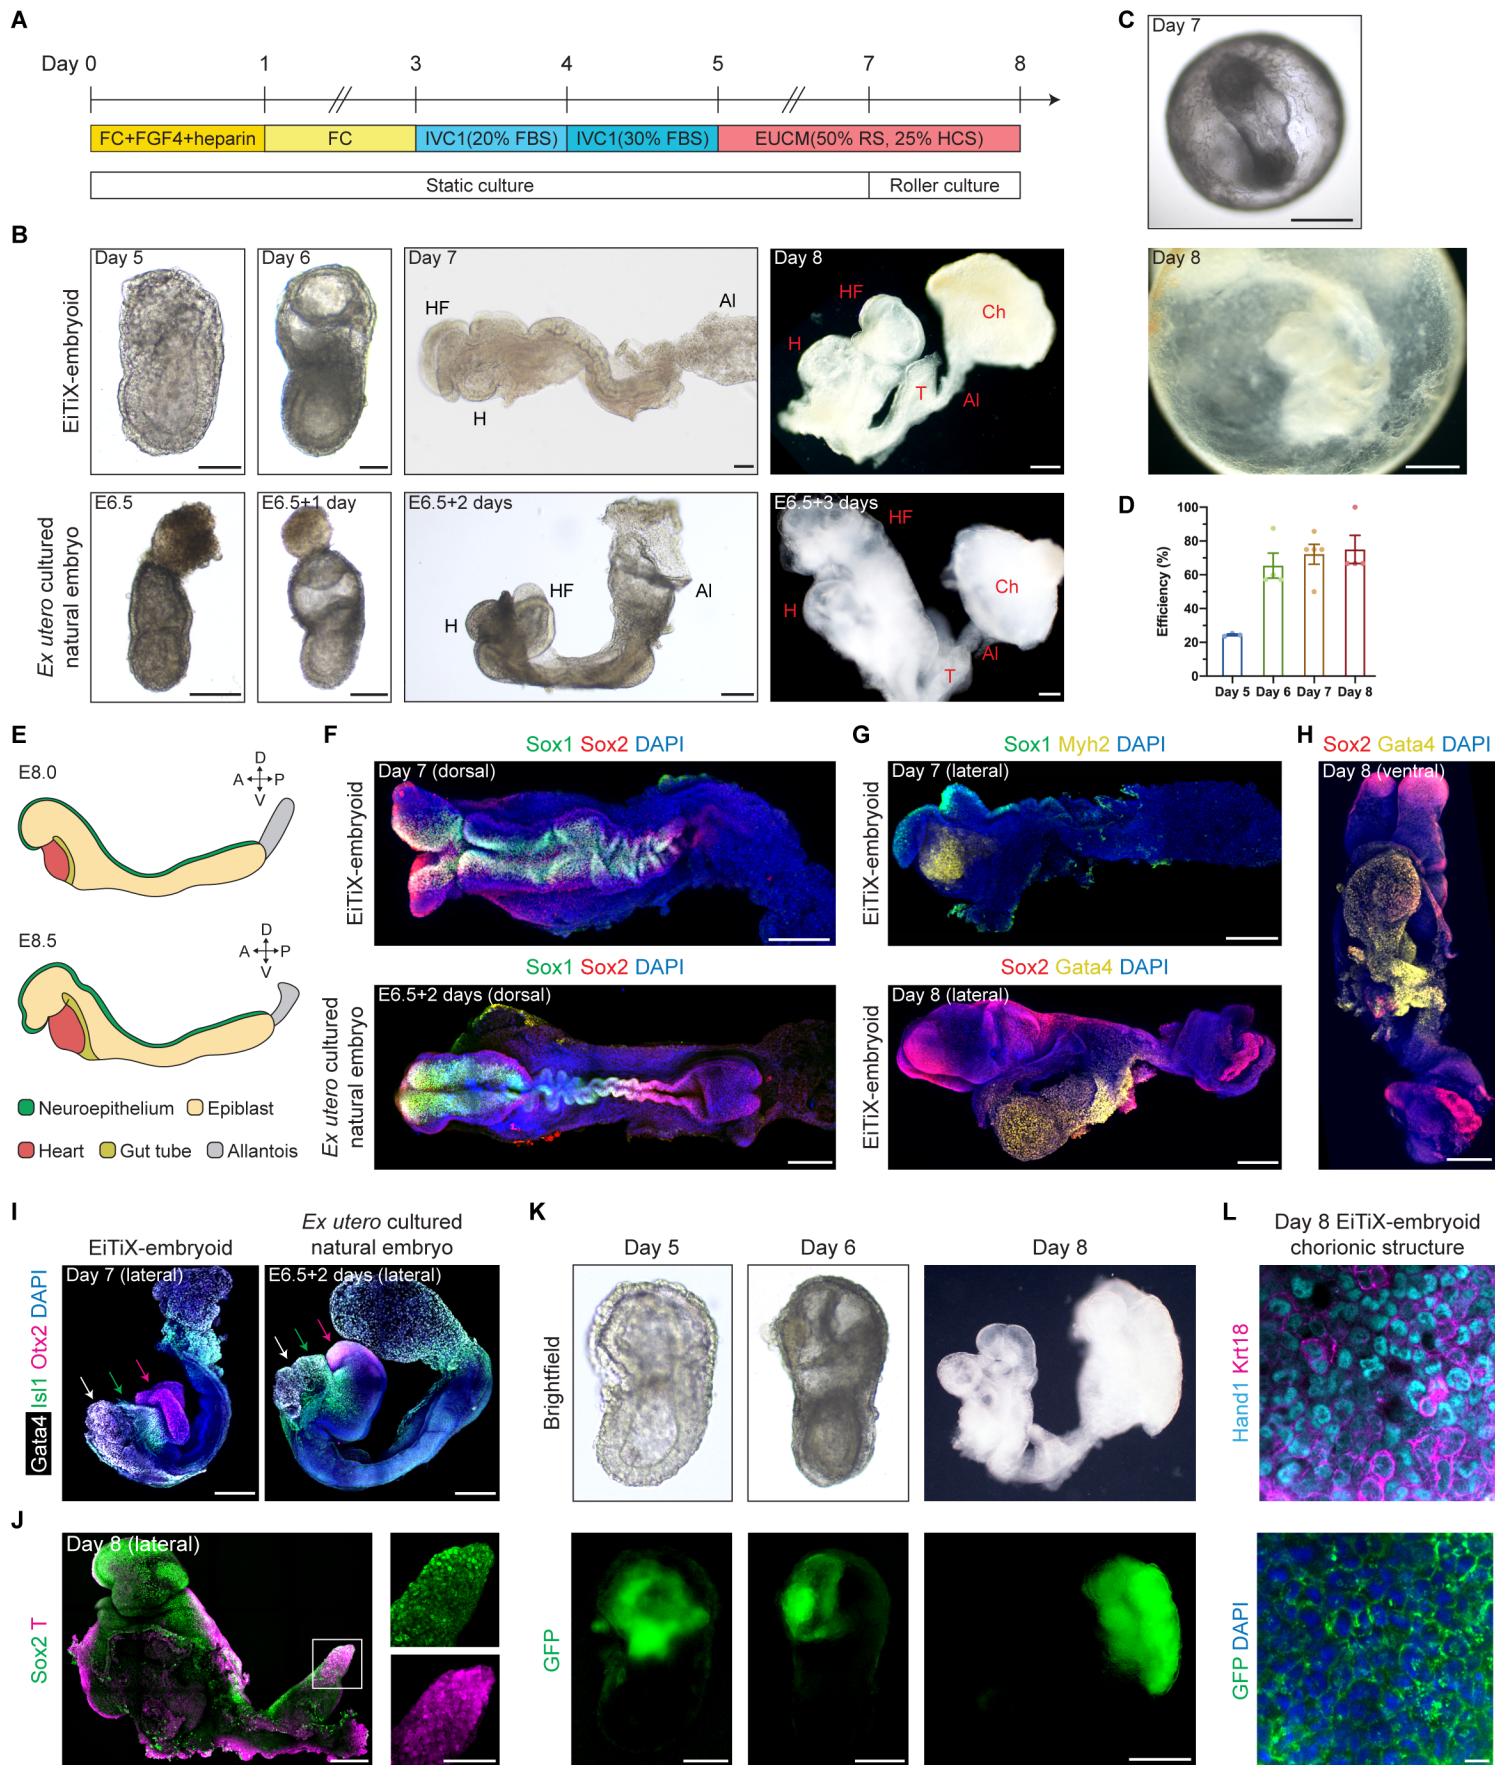 A
Day 0 1 3 4 5 7 8
FC+FGF4+heparin FC IVC1(20% FBS) IVC1(30% FBS) EUCM(50% RS, 25% HCS)
Static culture Roller culture
B
EiTiX-embryoid
Day 5
Day 6
Day 7
HF
H
Al
Day 8
HF
H
Ch
T
Al
Ex utero cultured
natural embryo
E6.5
E6.5+1 day
E6.5+2 days
H
HF
Al
E6.5+3 days
HF
H
Ch
Al
T
C
Day 7
Day 8
D
Efficiency (%)
100
80
60
40
20
0
Day 5 Day 6 Day 7 Day 8
E
E8.0
D
A P
V
E8.5
D
A P
V
Neuroepithelium Epiblast
Heart Gut tube Allantois
F
Sox1 Sox2 DAPI
EiTiX-embryoid
Day 7 (dorsal)
Sox1 Sox2 DAPI
Ex utero cultured
natural embryo
E6.5+2 days (dorsal)
G
Sox1 Myh2 DAPI
EiTiX-embryoid
Day 7 (lateral)
Sox2 Gata4 DAPI
EiTiX-embryoid
Day 8 (lateral)
H
Sox2 Gata4 DAPI
Day 8 (ventral)
I
EiTiX-embryoid
Ex utero cultured
natural embryo
Gata4 Isl1 Otx2 DAPI
Day 7 (lateral)
E6.5+2 days (lateral)
J
Sox2 T
Day 8 (lateral)
K
Day 5 Day 6 Day 8
Brightfield
GFP
L
Day 8 EiTiX-embryoid
chorionic structure
Hand1 Krt18
GFP DAPI